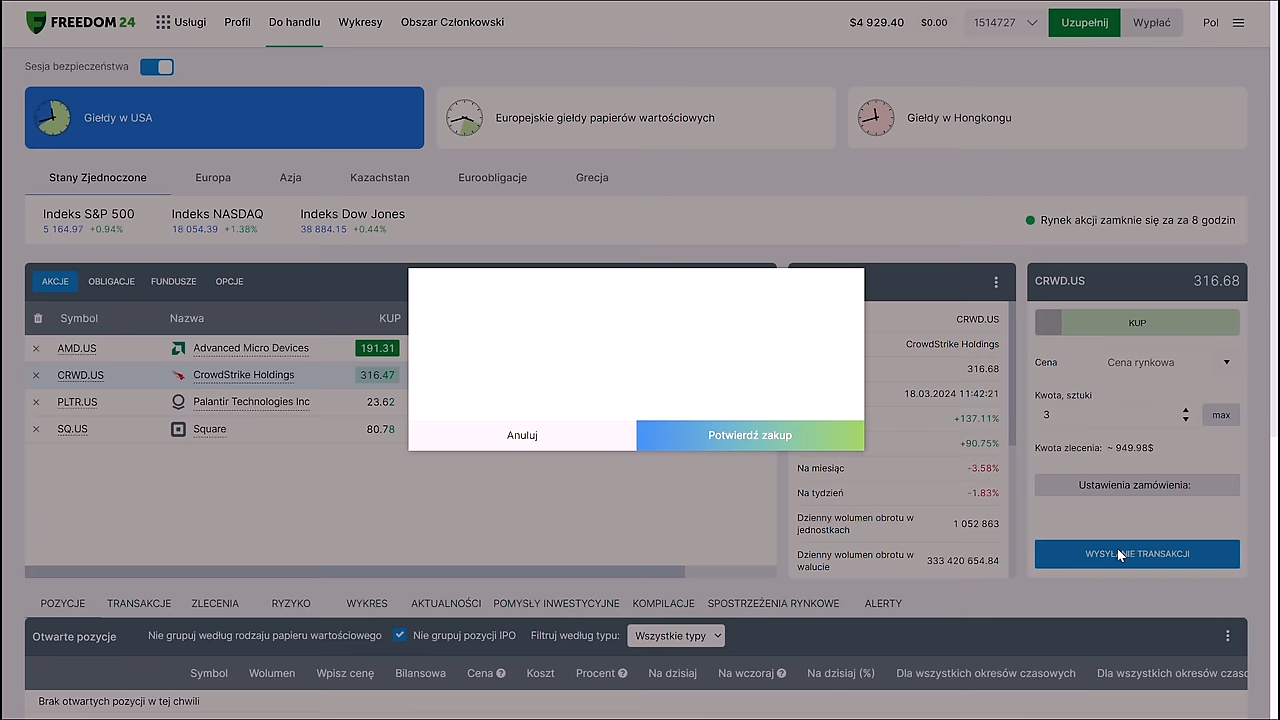 FREEDOM 24 Usługi Profil Do handlu Wykresy Obszar Członkowski $4 929.40 $0.00 1514727 Uzupełnij Wypłać Pol
Sesja bezpieczeństwa
Giełdy w USA Europejskie giełdy papierów wartościowych Giełdy w Hongkongu
Stany Zjednoczone Europa Azja Kazachstan Euroobligacje Grecja
Indeks S&P 500 Indeks NASDAQ Indeks Dow Jones
5 164.97 +0.94% 18 054.39 +1.38% 38 884.15 +0.44%
Rynek akcji zamknie się za za 8 godzin
AKCJE OBLIGACJE FUNDUSZE OPCJE
Symbol Nazwa KUP
AMD.US Advanced Micro Devices 191.31
CRWD.US CrowdStrike Holdings 316.47
PLTR.US Palantir Technologies Inc 23.62
SQ.US Square 80.78
Anuluj Potwierdź zakup
CRWD.US
CrowdStrike Holdings
316.68
18.03.2024 11:42:21
+137.11%
+90.75%
Na miesiąc -3.58%
Na tydzień -1.83%
Dzienny wolumen obrotu w
jednostkach 1 052 863
Dzienny wolumen obrotu w
walucie 333 420 654.84
CRWD.US 316.68
KUP
Cena Cena rynkowa
Kwota, sztuki
3 max
Kwota zlecenia: ~ 949.98$
Ustawienia zamówienia:
WYSYŁANIE TRANSAKCJI
POZYCJE TRANSAKCJE ZLECENIA RYZYKO WYKRES AKTUALNOŚCI POMYSŁY INWESTYCYJNE KOMPILACJE SPOSTRZEŻENIA RYNKOWE ALERTY
Otwarte pozycje Nie grupuj według rodzaju papieru wartościowego Nie grupuj pozycji IPO Filtruj według typu: Wszystkie typy
Symbol Wolumen Wpisz cenę Bilansowa Cena Koszt Procent Na dzisiaj Na wczoraj Na dzisiaj (%) Dla wszystkich okresów czasowych Dla wszystkich okresów czasow
Brak otwartych pozycji w tej chwili